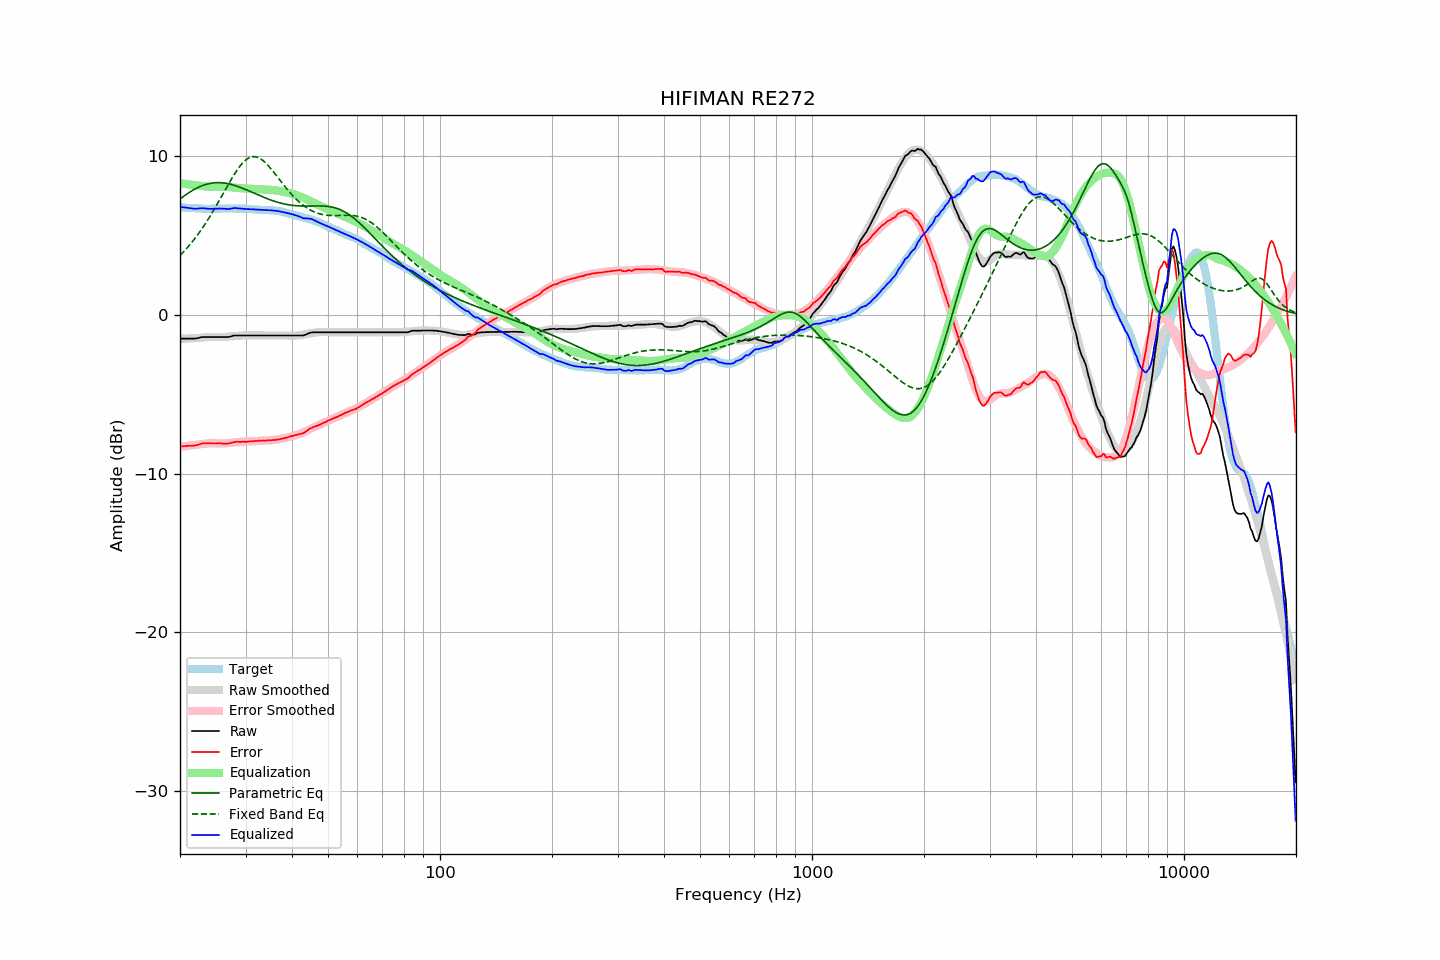 HIFIMAN RE272
10
0
−10
−20
−30
Amplitude (dBr)
Target
Raw Smoothed
Error Smoothed
Raw
Error
Equalization
Parametric Eq
Fixed Band Eq
Equalized
100
1000
10000
Frequency (Hz)